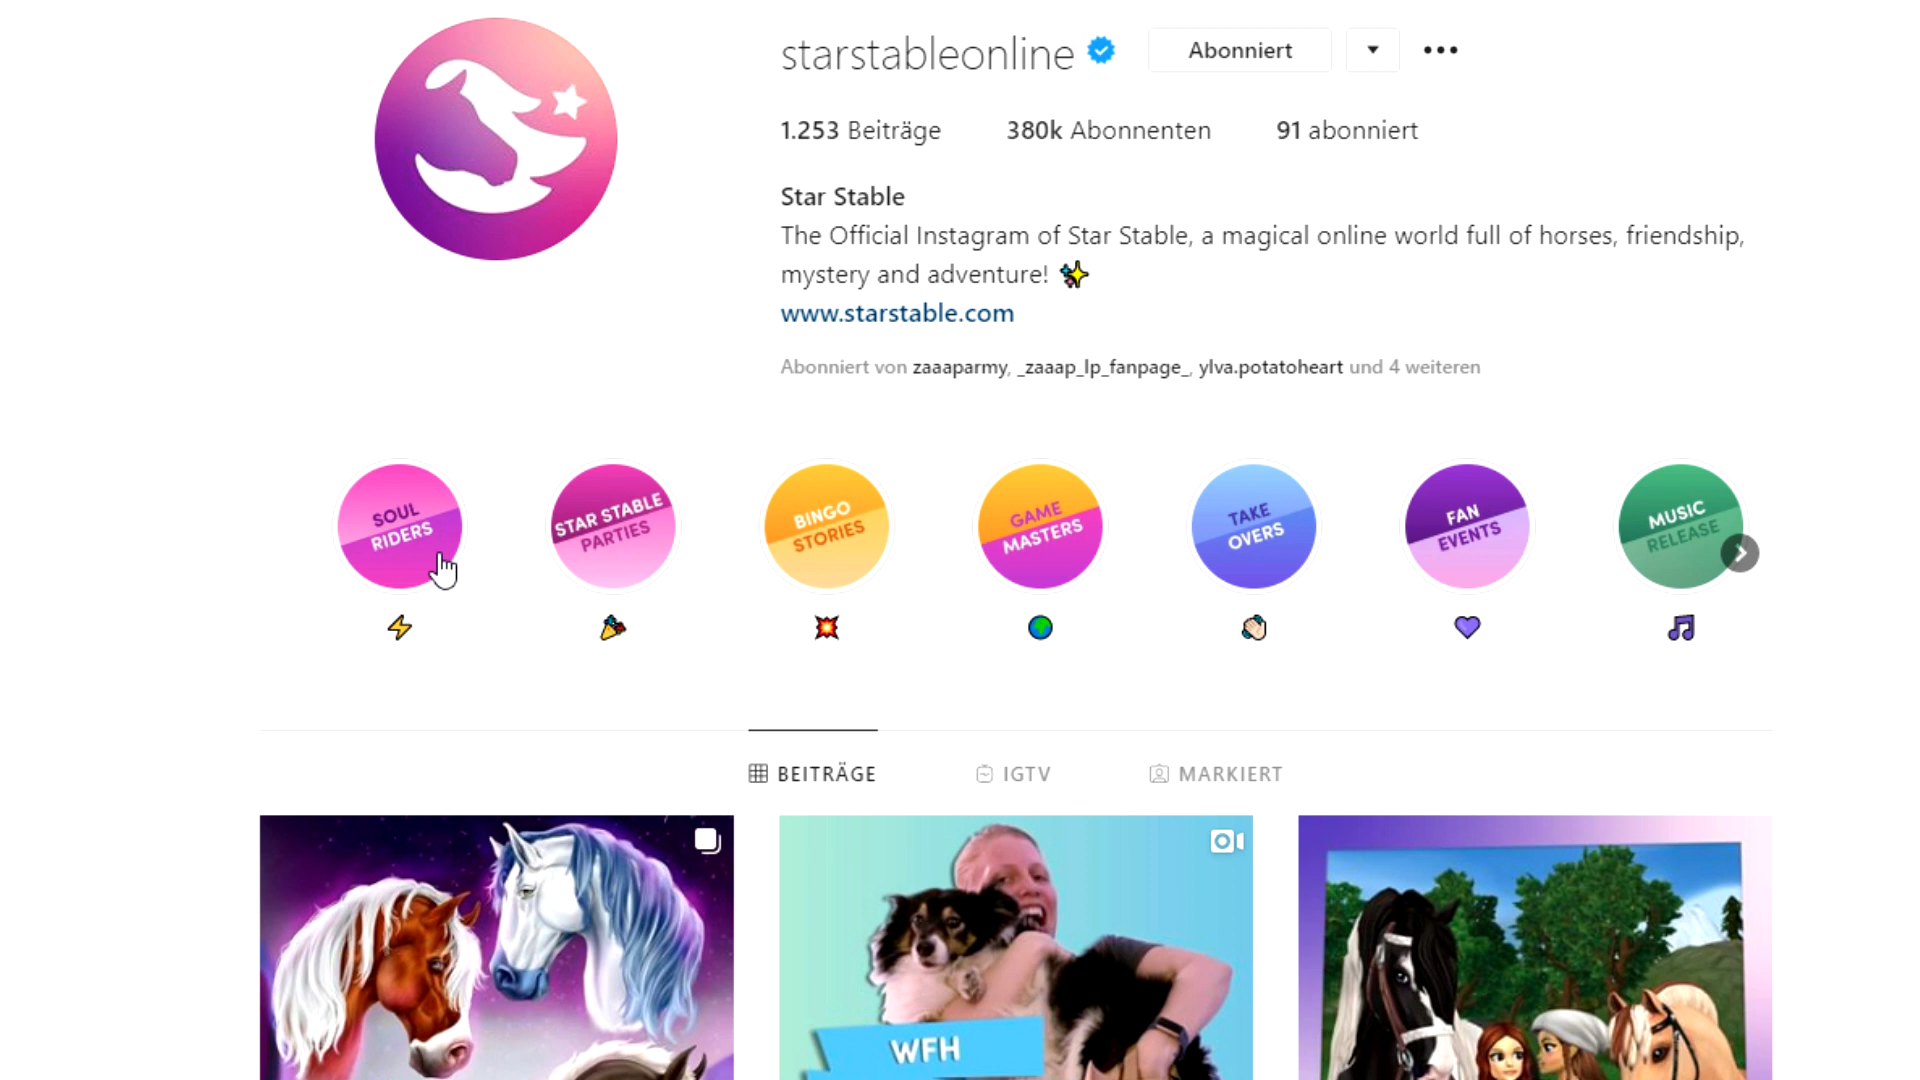 starstableonline
Abonniert
1.253 Beiträge
380k Abonnenten
91 abonniert
Star Stable
The Official Instagram of Star Stable, a magical online world full of horses, friendship,
mystery and adventure!
www.starstable.com
Abonniert von zaaaparmy, _zaaap_lp_fanpage_, ylva.potatoheart und 4 weiteren
SOUL
RIDERS
STAR STABLE
PARTIES
BINGO
STORIES
GAME
MASTERS
TAKE
OVERS
FAN
EVENTS
MUSIC
RELEASE
BEITRÄGE
IGTV
MARKIERT
WFH